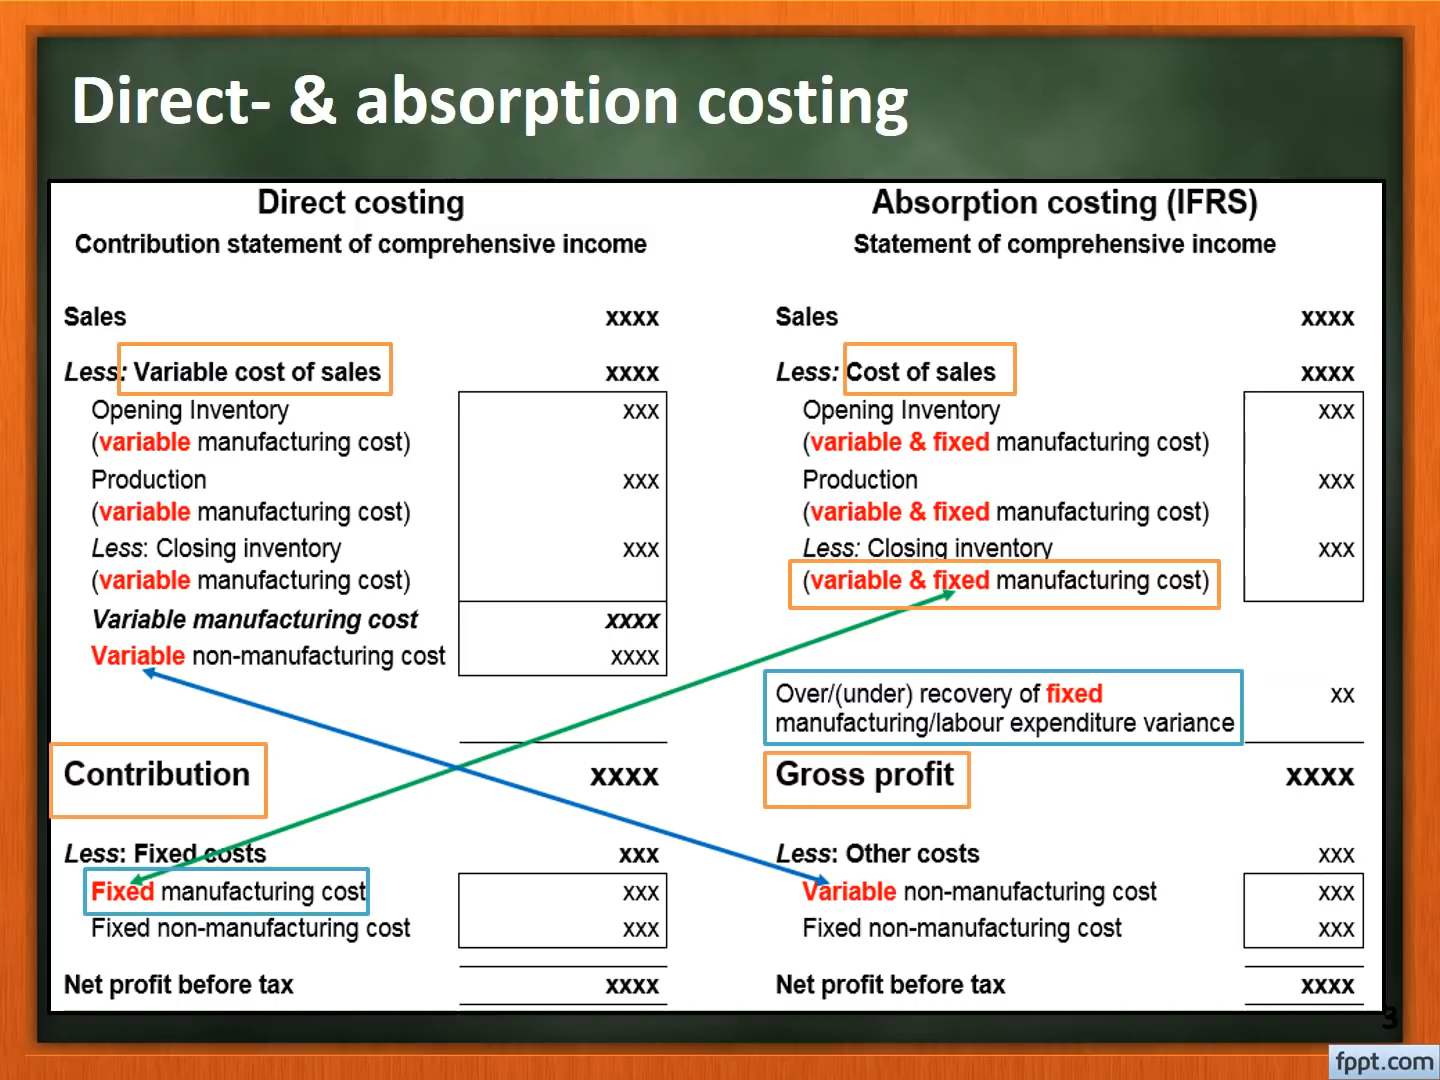 Direct- & absorption costing
Direct costing
Contribution statement of comprehensive income
Sales xxxx
Less: Variable cost of sales xxxx
Opening Inventory xxx
(variable manufacturing cost)
Production xxx
(variable manufacturing cost)
Less: Closing inventory xxx
(variable manufacturing cost)
Variable manufacturing cost xxxx
Variable non-manufacturing cost xxxx
Contribution xxxx
Less: Fixed costs xxx
Fixed manufacturing cost xxx
Fixed non-manufacturing cost xxx
Net profit before tax xxxx
Absorption costing (IFRS)
Statement of comprehensive income
Sales xxxx
Less: Cost of sales xxxx
Opening Inventory xxx
(variable & fixed manufacturing cost)
Production xxx
(variable & fixed manufacturing cost)
Less: Closing inventory xxx
(variable & fixed manufacturing cost)
Over/(under) recovery of fixed xx
manufacturing/labour expenditure variance
Gross profit xxxx
Less: Other costs xxx
Variable non-manufacturing cost xxx
Fixed non-manufacturing cost xxx
Net profit before tax xxxx
3
fppt.com